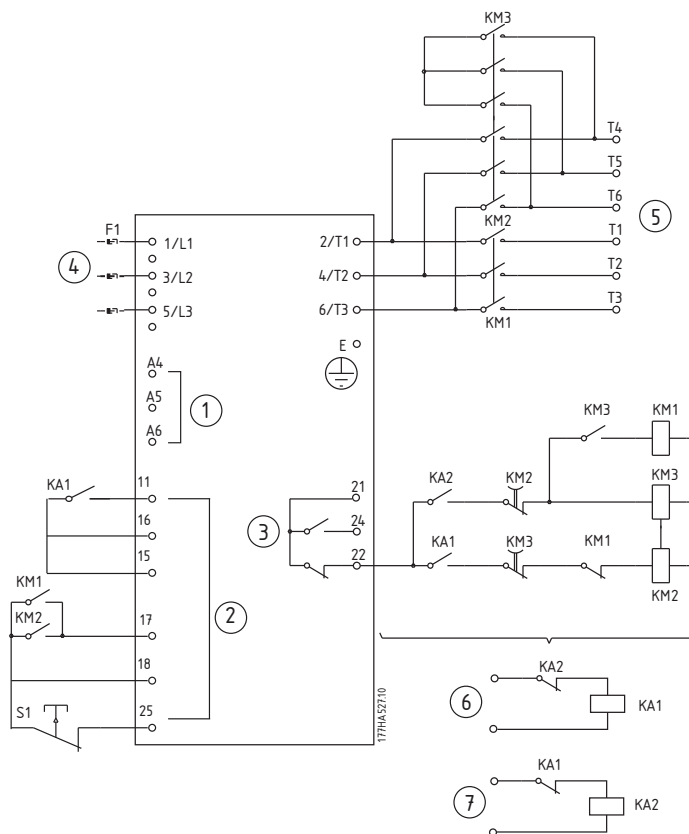 KM3
T4
T5
T6
5
F1
1/L1
2/T1
KM2
T1
4
3/L2
4/T2
T2
5/L3
6/T3
KM1
T3
E
A4
A5
1
A6
KM3
KM1
KA1
11
21
KA2
KM2
KM3
16
3
24
15
22
KA1
KM3
KM1
KM2
KM1
KM2
17
2
18
S1
25
177HA527.10
6
KA2
KA1
7
KA1
KA2